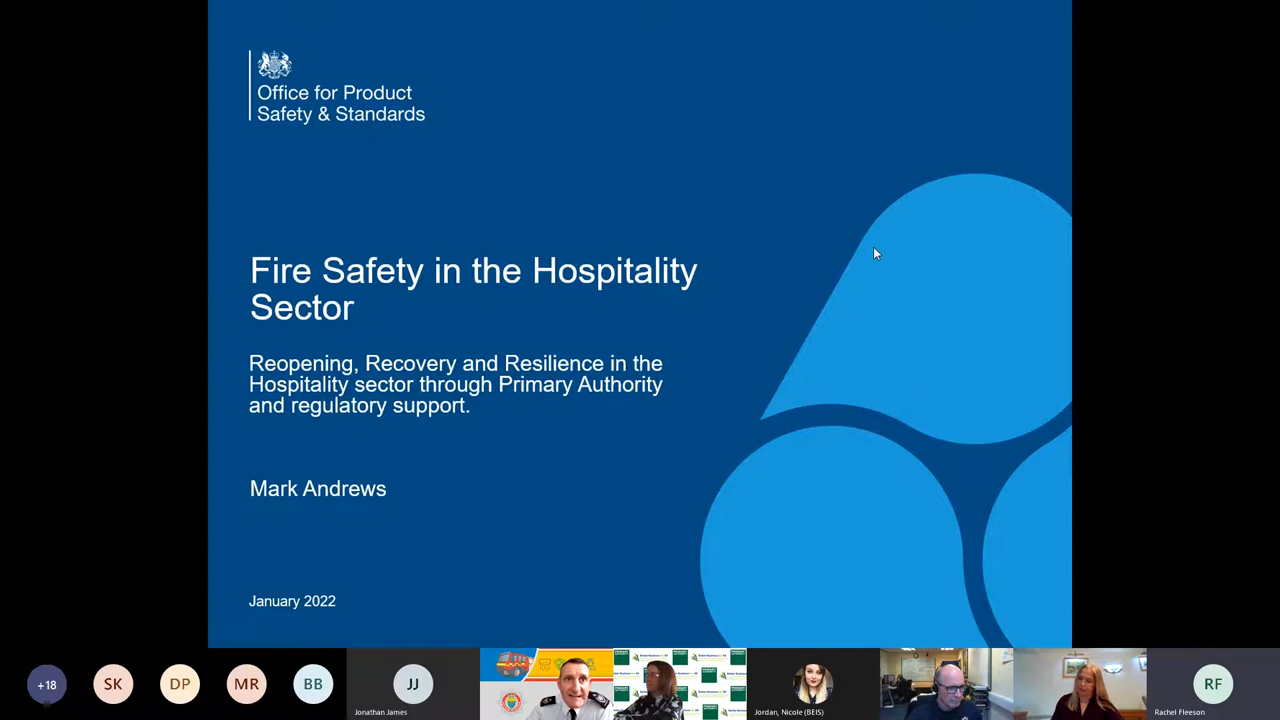 Office for Product
Safety & Standards
Fire Safety in the Hospitality
Sector
Reopening, Recovery and Resilience in the
Hospitality sector through Primary Authority
and regulatory support.
Mark Andrews
January 2022
+18
SK
DP
MR
BB
JJ
Jonathan James
Jordan, Nicole (BEIS)
RF
Rachel Fleeson